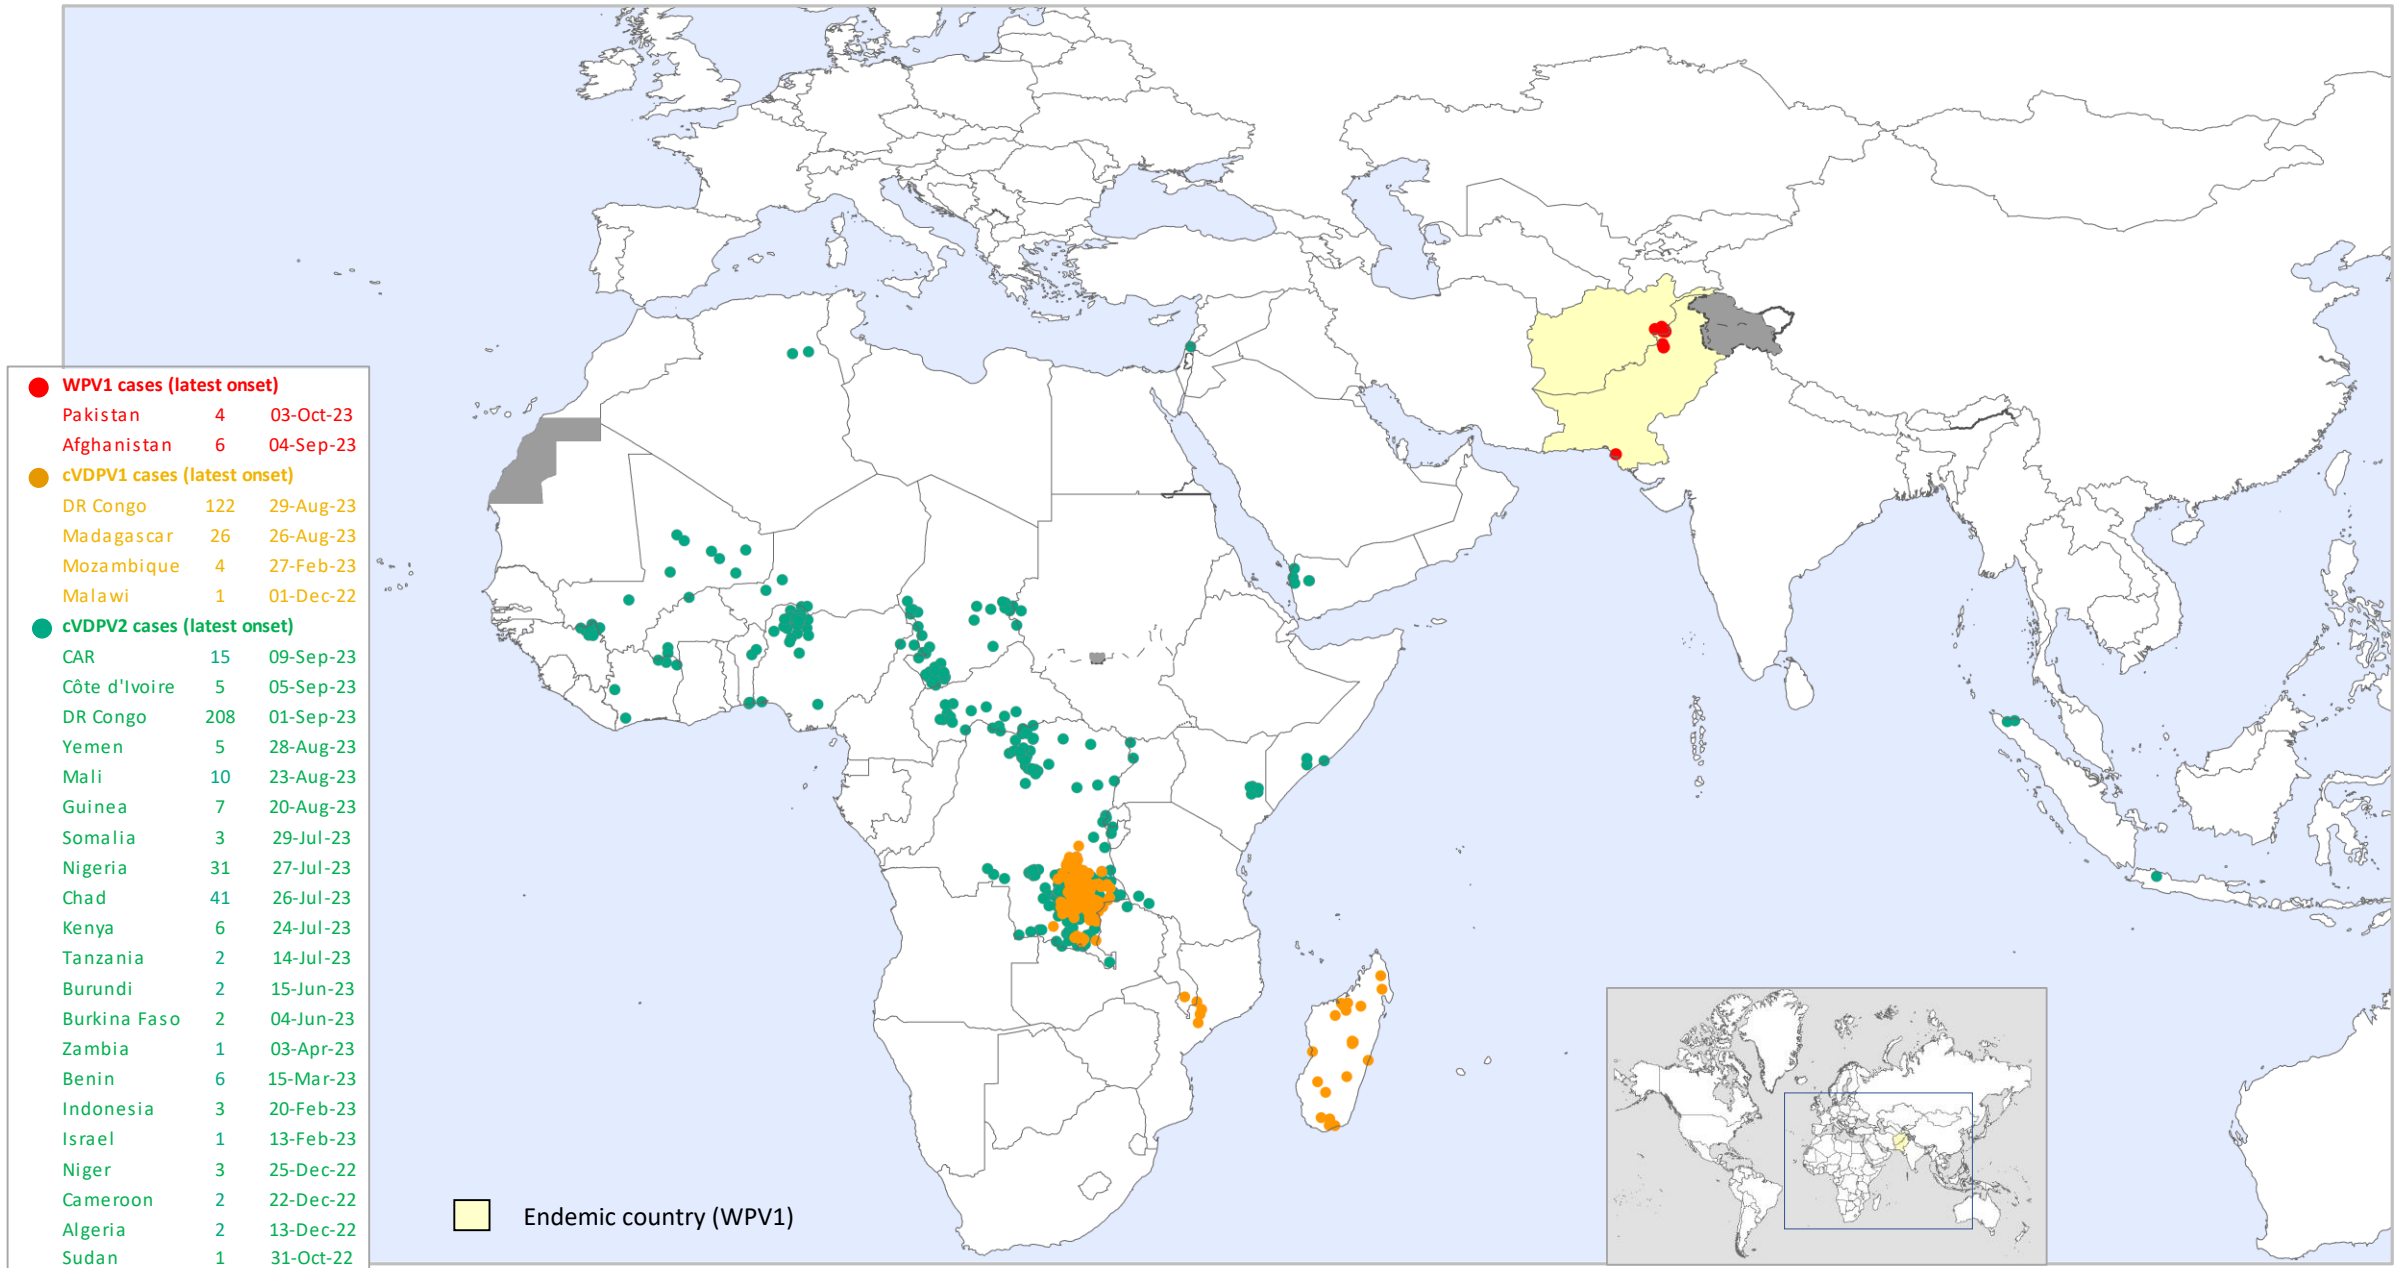 WPV1 cases (latest onset)
Pakistan 4 03-Oct-23
Afghanistan 6 04-Sep-23
cVDPV1 cases (latest onset)
DR Congo 122 29-Aug-23
Madagascar 26 26-Aug-23
Mozambique 4 27-Feb-23
Malawi 1 01-Dec-22
cVDPV2 cases (latest onset)
CAR 15 09-Sep-23
Côte d'Ivoire 5 05-Sep-23
DR Congo 208 01-Sep-23
Yemen 5 28-Aug-23
Mali 10 23-Aug-23
Guinea 7 20-Aug-23
Somalia 3 29-Jul-23
Nigeria 31 27-Jul-23
Chad 41 26-Jul-23
Kenya 6 24-Jul-23
Tanzania 2 14-Jul-23
Burundi 2 15-Jun-23
Burkina Faso 2 04-Jun-23
Zambia 1 03-Apr-23
Benin 6 15-Mar-23
Indonesia 3 20-Feb-23
Israel 1 13-Feb-23
Niger 3 25-Dec-22
Cameroon 2 22-Dec-22
Algeria 2 13-Dec-22
Sudan 1 31-Oct-22
Endemic country (WPV1)